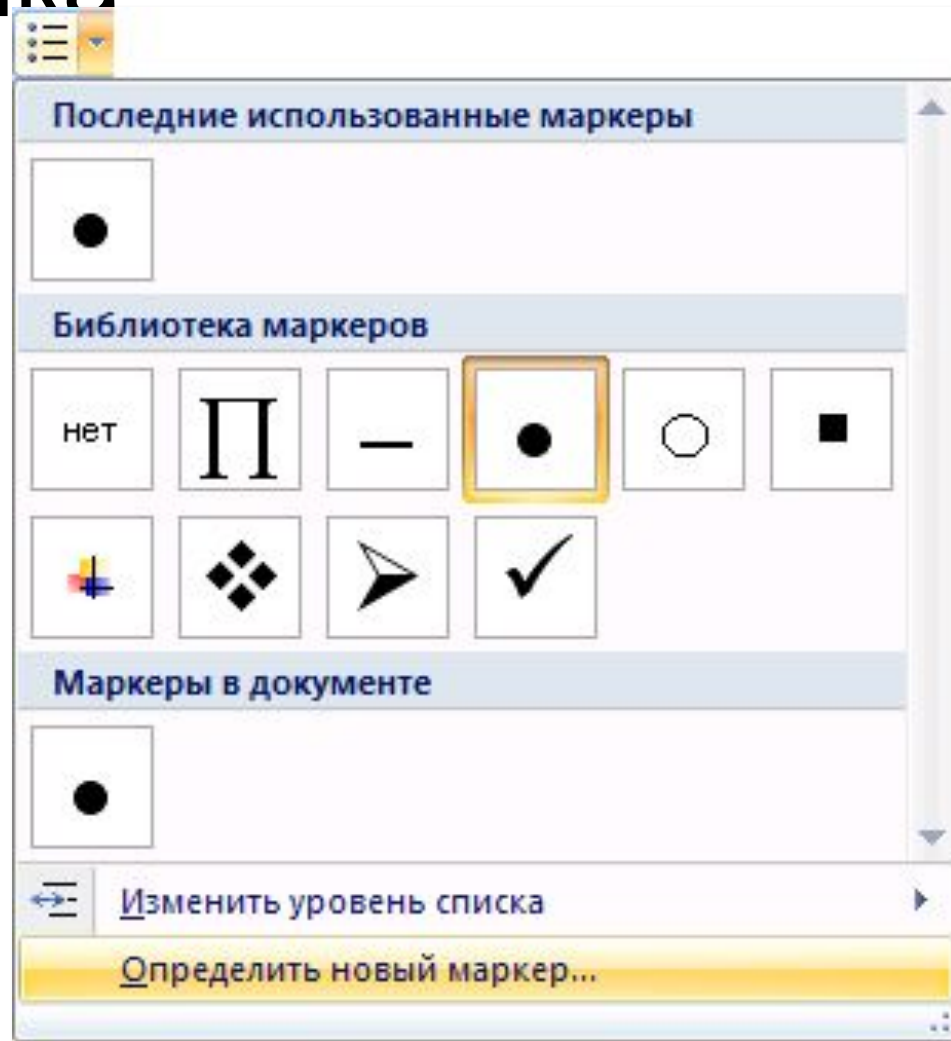 Последние использованные маркеры
Библиотека маркеров
нет
Маркеры в документе
Изменить уровень списка
Определить новый маркер...